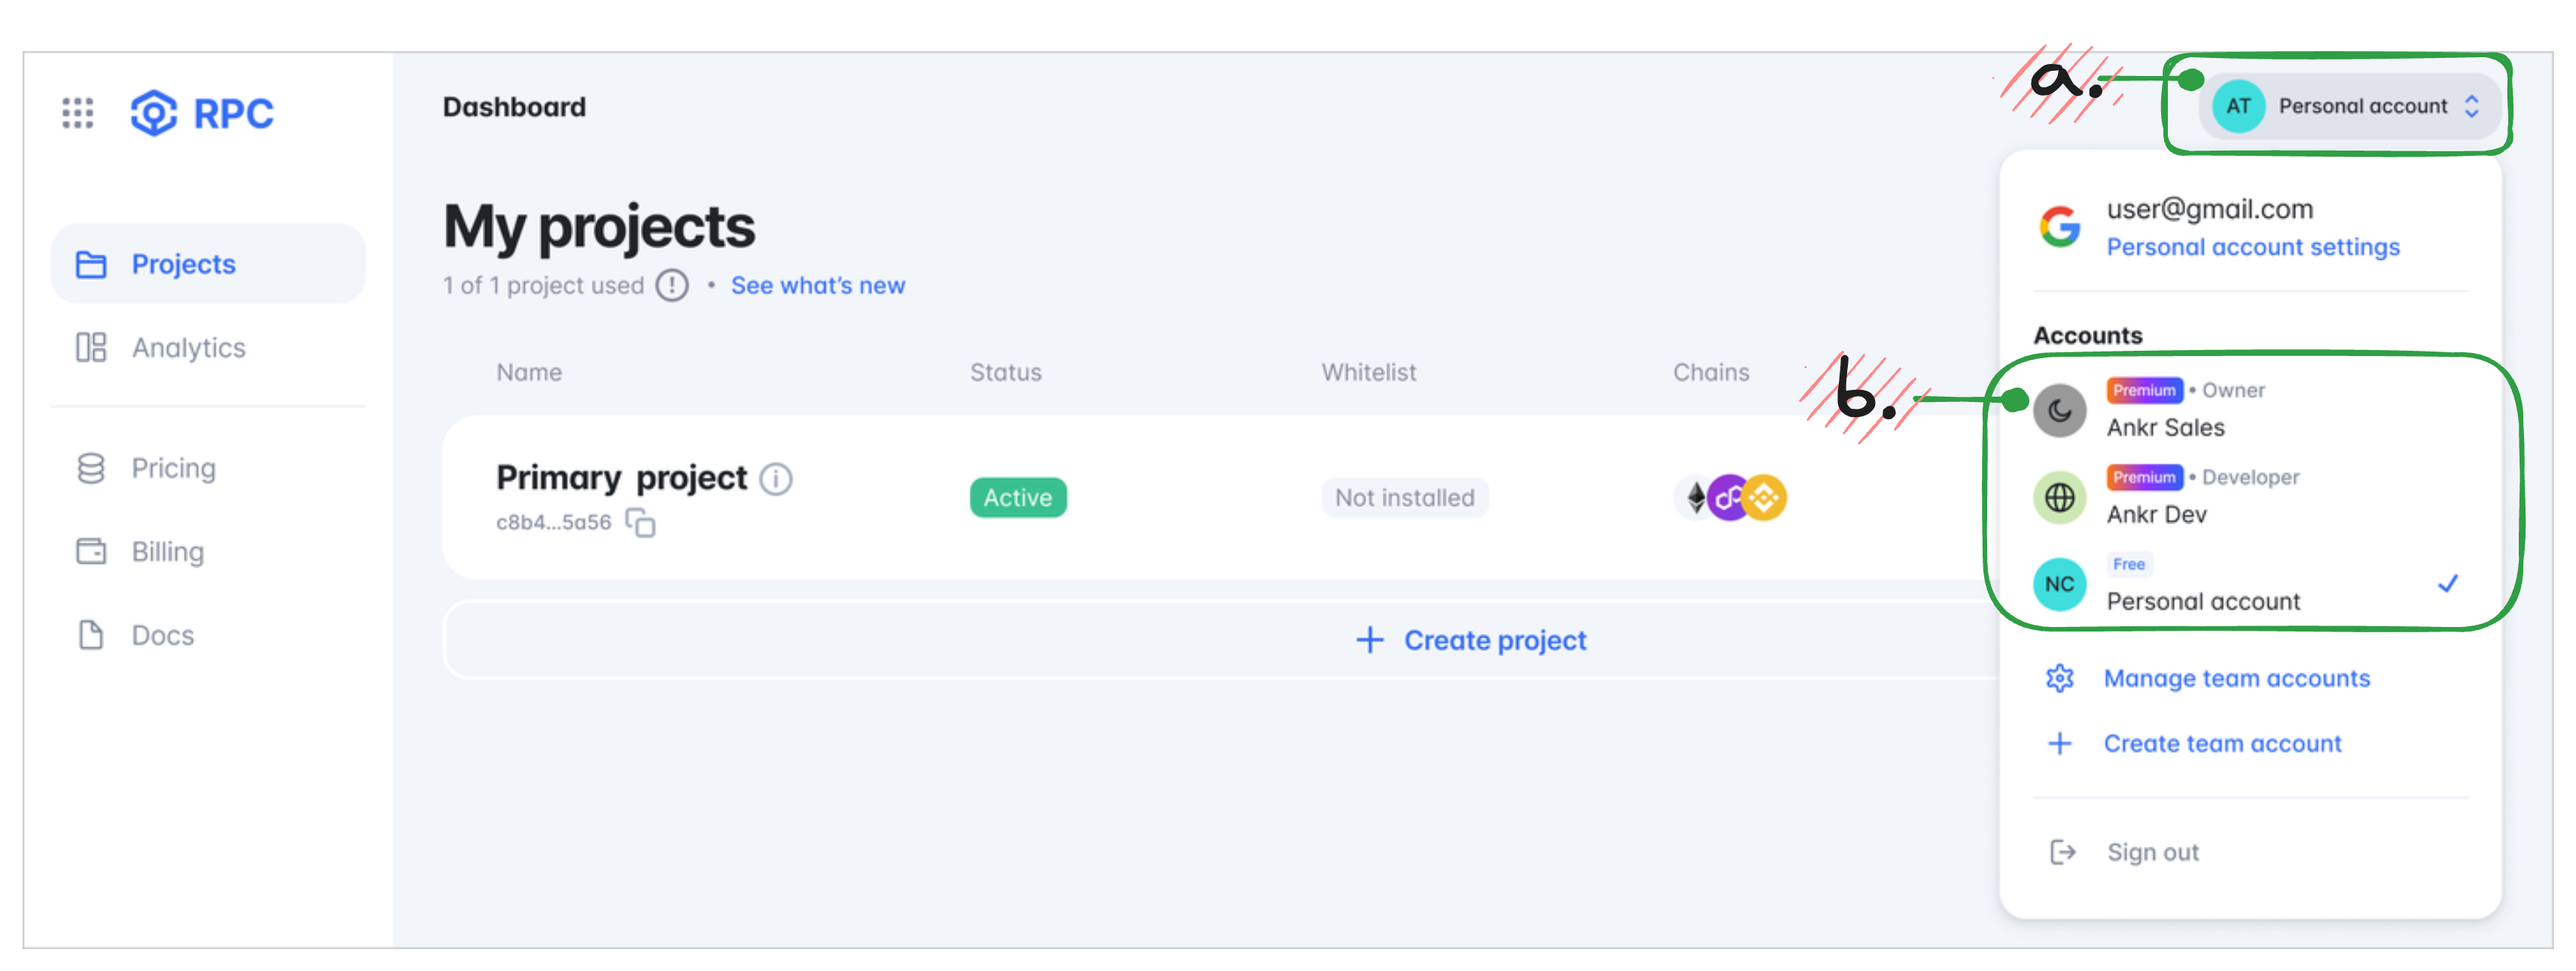 RPC
Projects
Analytics
Pricing
Billing
Docs
Dashboard
My projects
1 of 1 project used • See what's new
Name Status Whitelist Chains
Primary project
c8b4...5a56
Active
Not installed
+ Create project
a.
AT Personal account
user@gmail.com
Personal account settings
Accounts
b.
Premium • Owner
Ankr Sales
Premium • Developer
Ankr Dev
NC
Free
Personal account
Manage team accounts
+ Create team account
Sign out